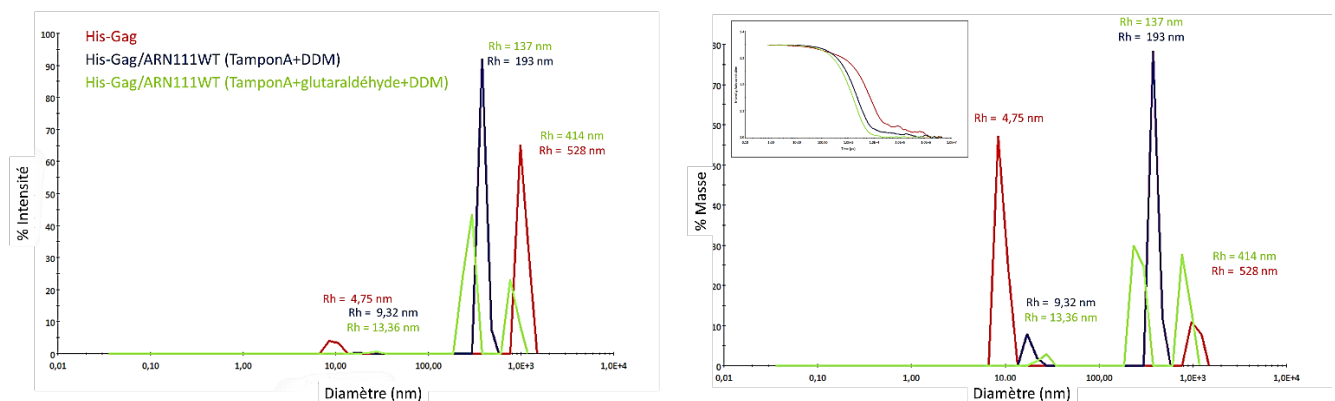 His-Gag
His-Gag/ARN111WT (TamponA+DDM)
His-Gag/ARN111WT (TamponA+glutaraldéhyde+DDM)
Rh = 137 nm
Rh = 193 nm
Rh = 414 nm
Rh = 528 nm
Rh = 4,75 nm
Rh = 9,32 nm
Rh = 13,36 nm
% Intensité
100
90
80
70
60
50
40
30
20
10
0
0,01
0,10
1,00
10,00
100,00
1,0E+3
1,0E+4
Diamètre (nm)
Rh = 137 nm
Rh = 193 nm
Rh = 4,75 nm
Rh = 414 nm
Rh = 528 nm
Rh = 9,32 nm
Rh = 13,36 nm
% Masse
80
70
60
50
40
30
20
10
0
0,01
0,10
1,00
10,00
100,00
1,0E+3
1,0E+4
Diamètre (nm)